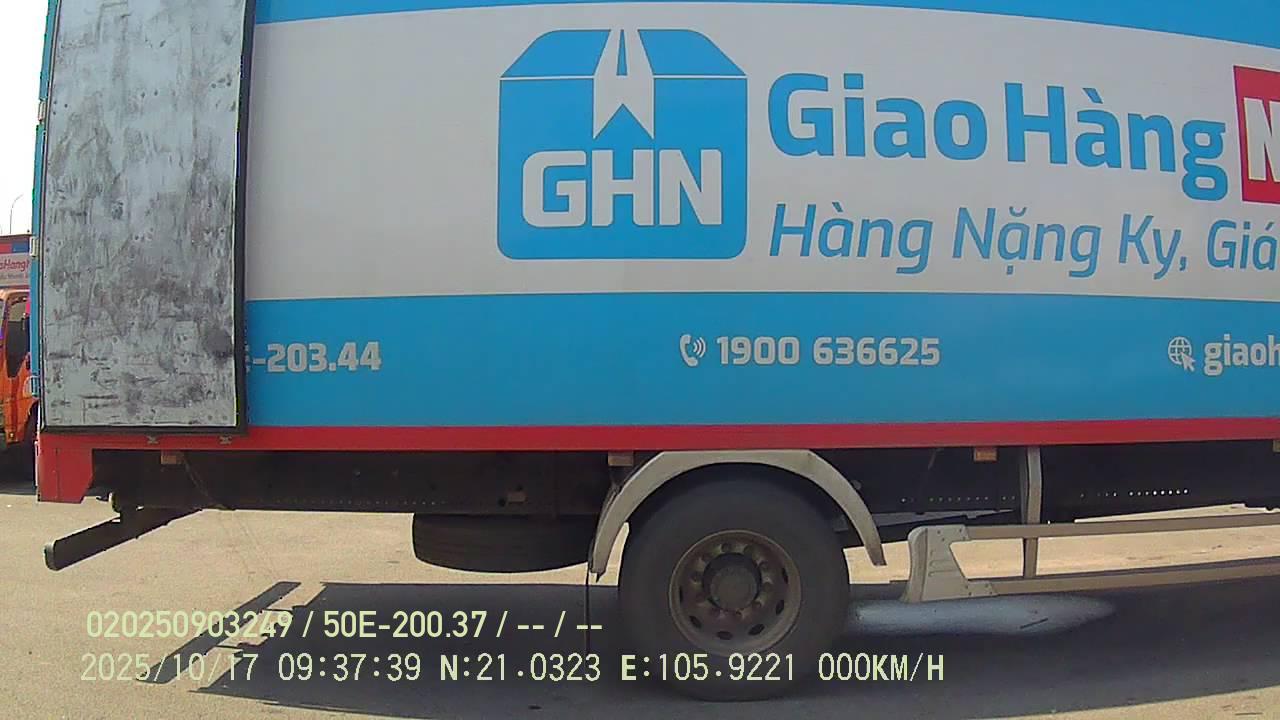 GHN
Giao Hàng N
Hàng Nặng Ký, Giá
-203.44
1900 636625
giaoh
020250903249 / 50E-200.37 / -- / --
2025/10/17 09:37:39 N:21.0323 E:105.9221 000KM/H